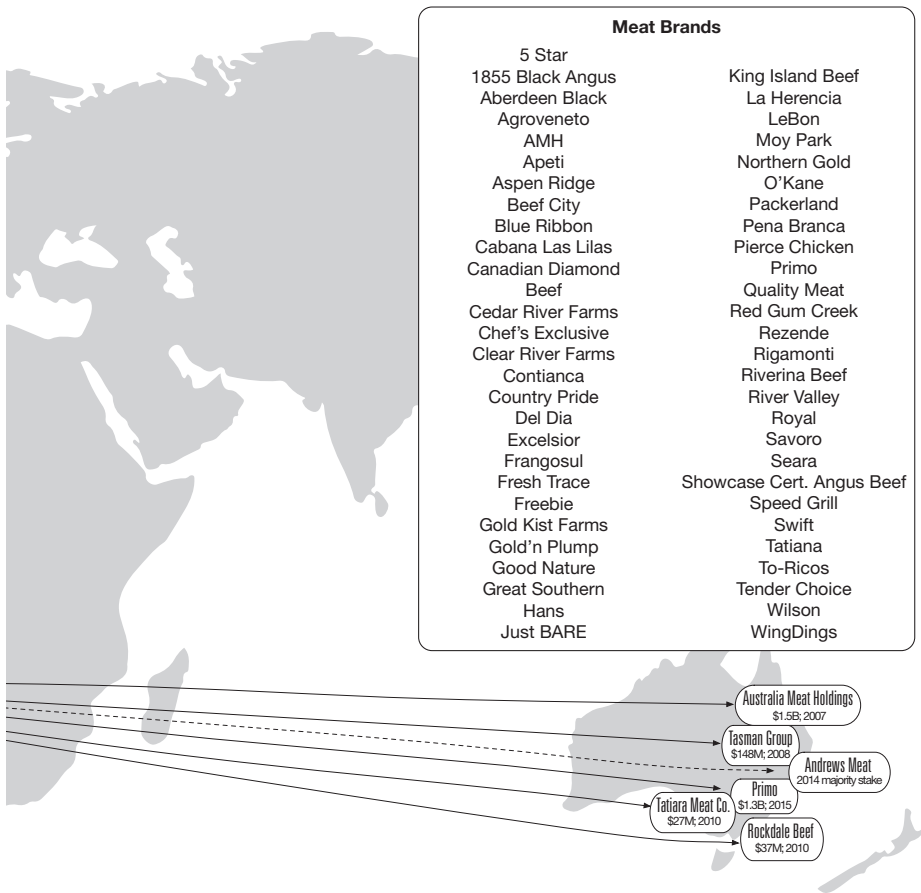 Meat Brands
5 Star
1855 Black Angus
Aberdeen Black
Agroveneto
AMH
Apeti
Aspen Ridge
Beef City
Blue Ribbon
Cabana Las Lilas
Canadian Diamond
Beef
Cedar River Farms
Chef's Exclusive
Clear River Farms
Contianca
Country Pride
Del Dia
Excelsior
Frangosul
Fresh Trace
Freebie
Gold Kist Farms
Gold'n Plump
Good Nature
Great Southern
Hans
Just BARE
King Island Beef
La Herencia
LeBon
Moy Park
Northern Gold
O'Kane
Packerland
Pena Branca
Pierce Chicken
Primo
Quality Meat
Red Gum Creek
Rezende
Rigamonti
Riverina Beef
River Valley
Royal
Savoro
Seara
Showcase Cert. Angus Beef
Speed Grill
Swift
Tatiana
To-Ricos
Tender Choice
Wilson
WingDings
Australia Meat Holdings
$1.5B; 2007
Tasman Group
$148M; 2008
Andrews Meat
2014 majority stake
Primo
$1.3B; 2015
Tatiara Meat Co.
$27M; 2010
Rockdale Beef
$37M; 2010